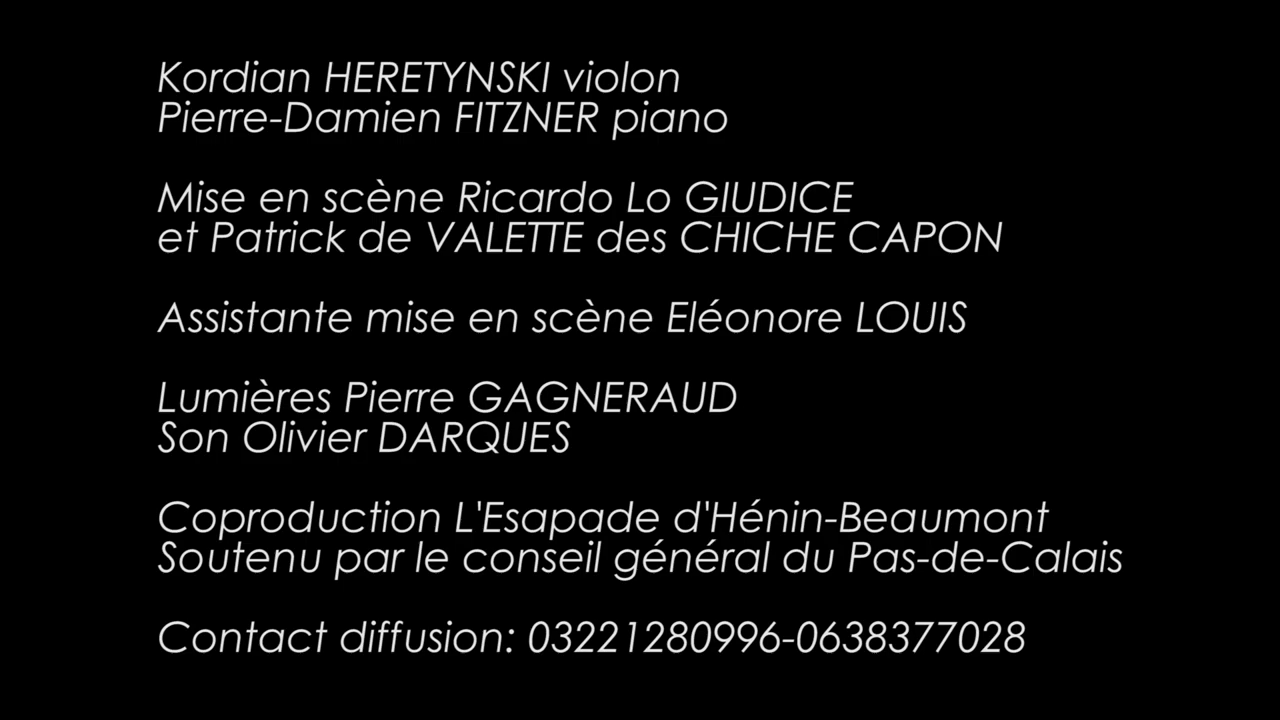 Kordian HERETYNSKI violon
Pierre-Damien FITZNER piano
Mise en scène Ricardo Lo GIUDICE
et Patrick de VALETTE des CHICHE CAPON
Assistante mise en scène Eléonore LOUIS
Lumières Pierre GAGNERAUD
Son Olivier DARQUES
Coproduction L'Esapade d'Hénin-Beaumont
Soutenu par le conseil général du Pas-de-Calais
Contact diffusion: 03221280996-0638377028